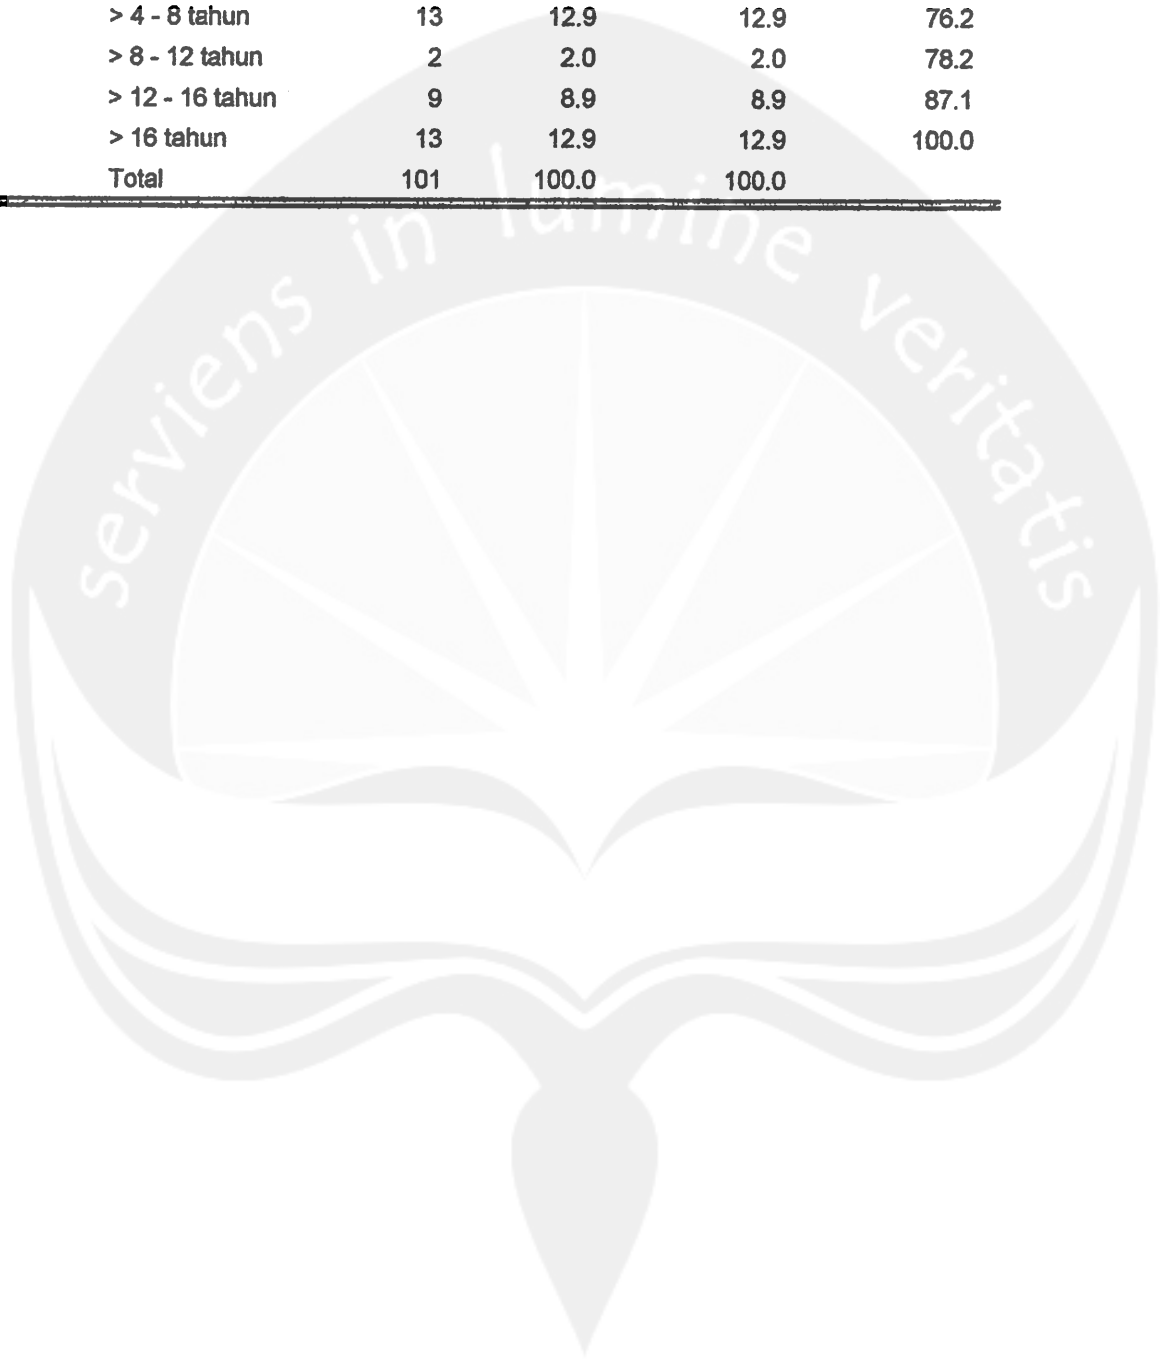 > 4 - 8 tahun 13 12.9 12.9 76.2
> 8 - 12 tahun 2 2.0 2.0 78.2
> 12 - 16 tahun 9 8.9 8.9 87.1
> 16 tahun 13 12.9 12.9 100.0
Total 101 100.0 100.0
serviens in lumine veritatis